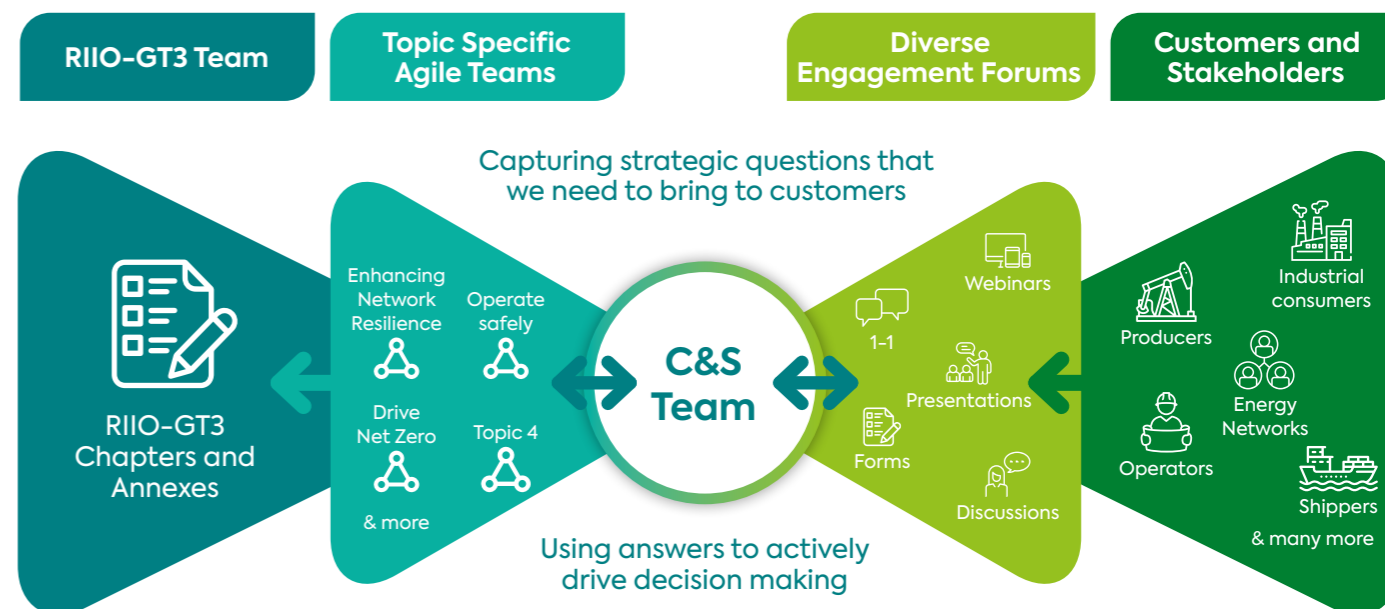 RIIO-GT3 Team
Topic Specific
Agile Teams
Diverse
Engagement Forums
Customers and
Stakeholders
Capturing strategic questions that
we need to bring to customers
RIIO-GT3
Chapters and
Annexes
Enhancing
Network
Resilience
Operate
safely
Drive
Net Zero
Topic 4
& more
C&S
Team
Webinars
1-1
Presentations
Forms
Discussions
Industrial
consumers
Producers
Energy
Networks
Operators
Shippers
& many more
Using answers to actively
drive decision making